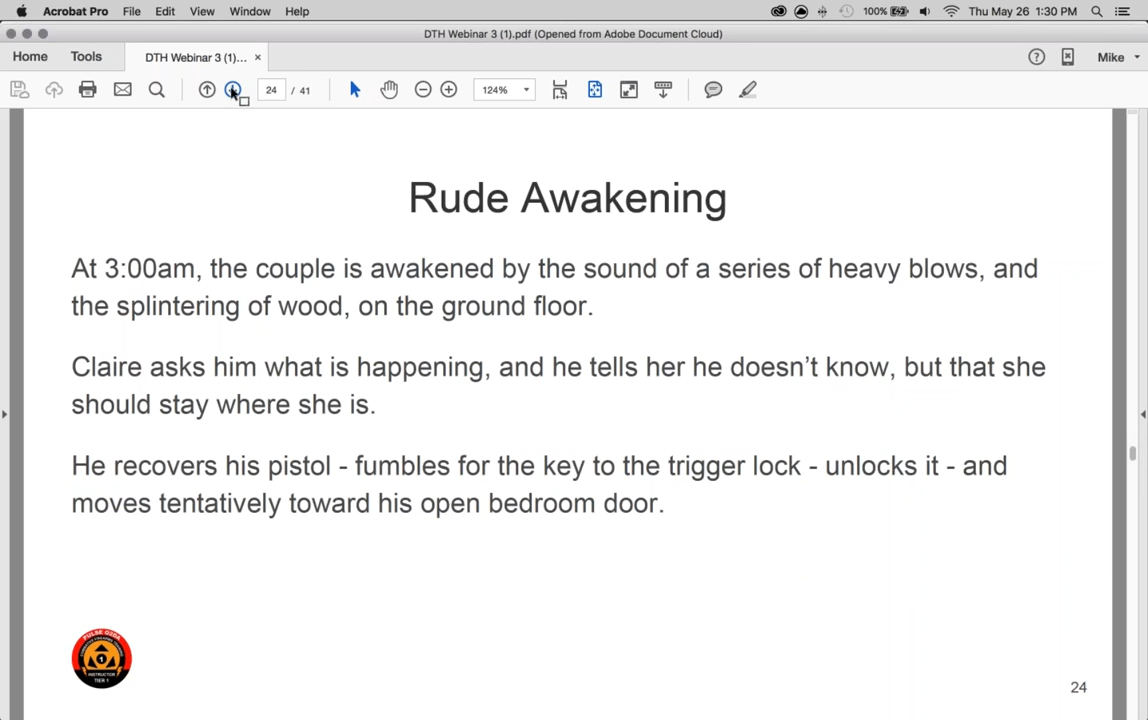 Acrobat Pro File Edit View Window Help 100% Thu May 26 1:30 PM
DTH Webinar 3 (1).pdf (Opened from Adobe Document Cloud)
Home Tools DTH Webinar 3 (1)... × ? Mike
24 / 41 124%
Rude Awakening
At 3:00am, the couple is awakened by the sound of a series of heavy blows, and
the splintering of wood, on the ground floor.
Claire asks him what is happening, and he tells her he doesn’t know, but that she
should stay where she is.
He recovers his pistol - fumbles for the key to the trigger lock - unlocks it - and
moves tentatively toward his open bedroom door.
1
INSTRUCTOR
TIER 1
24